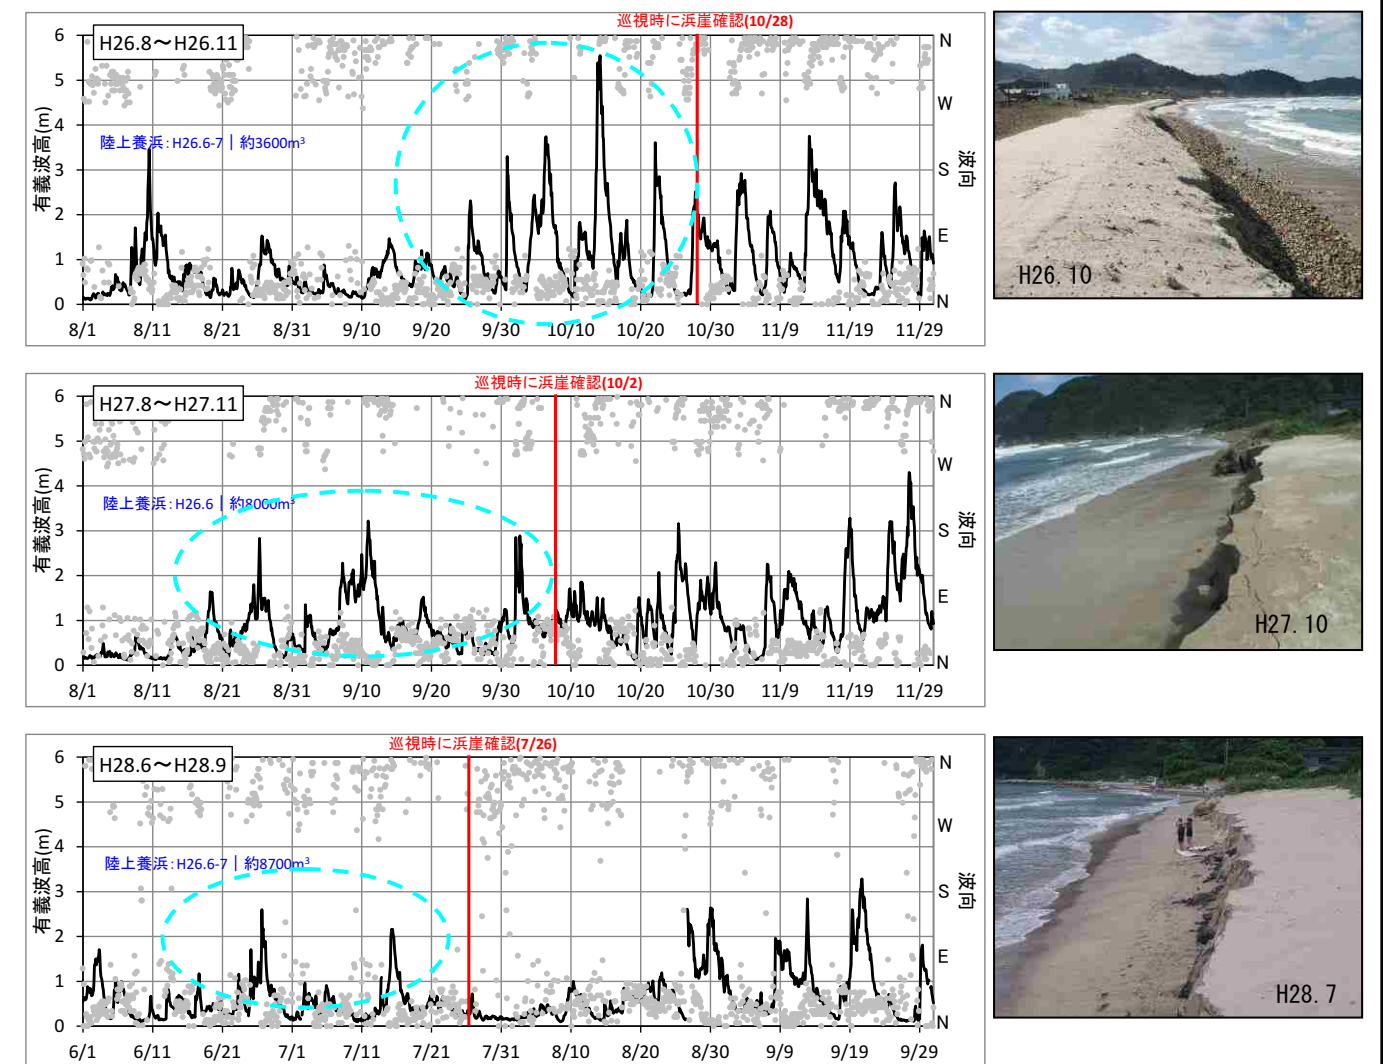 巡視時に浜崖確認(10/28)
H26.8～H26.11
陸上養浜：H26.6-7｜約3600m³
有義波高(m)
6
5
4
3
2
1
0
N
W
S
E
N
波向
8/1 8/11 8/21 8/31 9/10 9/20 9/30 10/10 10/20 10/30 11/9 11/19 11/29
H26.10
巡視時に浜崖確認(10/2)
H27.8～H27.11
陸上養浜：H26.6｜約8000m³
有義波高(m)
6
5
4
3
2
1
0
N
W
S
E
N
波向
8/1 8/11 8/21 8/31 9/10 9/20 9/30 10/10 10/20 10/30 11/9 11/19 11/29
H27.10
巡視時に浜崖確認(7/26)
H28.6～H28.9
陸上養浜：H26.6-7｜約8700m³
有義波高(m)
6
5
4
3
2
1
0
N
W
S
E
N
波向
6/1 6/11 6/21 7/1 7/11 7/21 7/31 8/10 8/20 8/30 9/9 9/19 9/29
H28.7